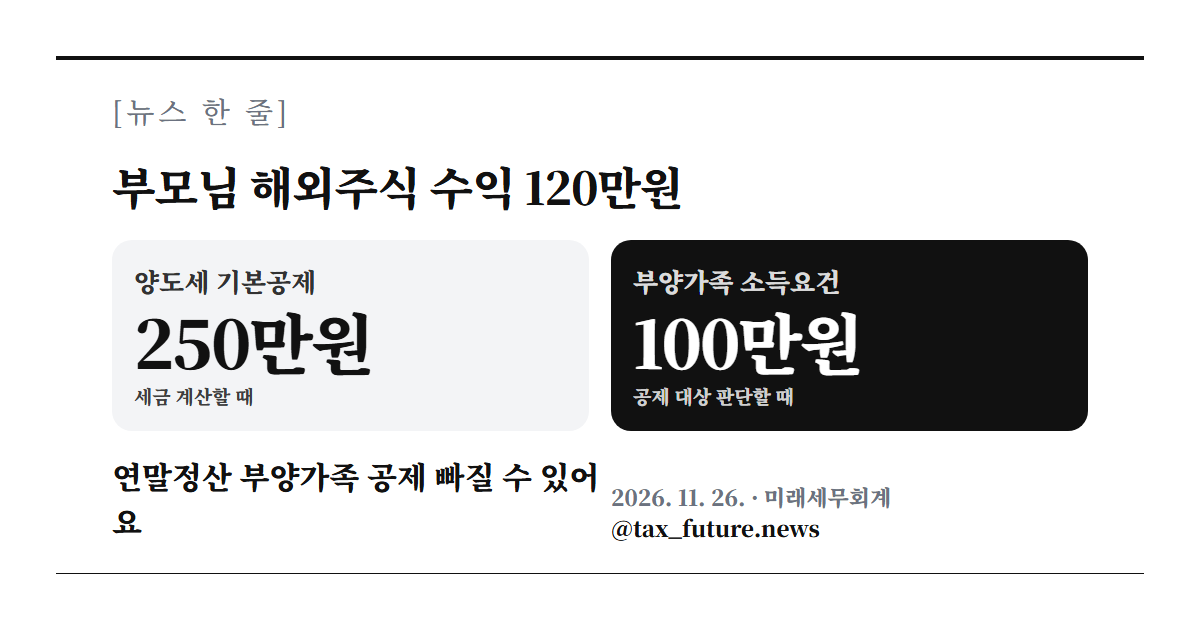 [뉴스 한 줄]
부모님 해외주식 수익 120만원
양도세 기본공제
250만원
세금 계산할 때
부양가족 소득요건
100만원
공제 대상 판단할 때
연말정산 부양가족 공제 빠질 수 있어
요
2026. 11. 26. · 미래세무회계
@tax_future.news